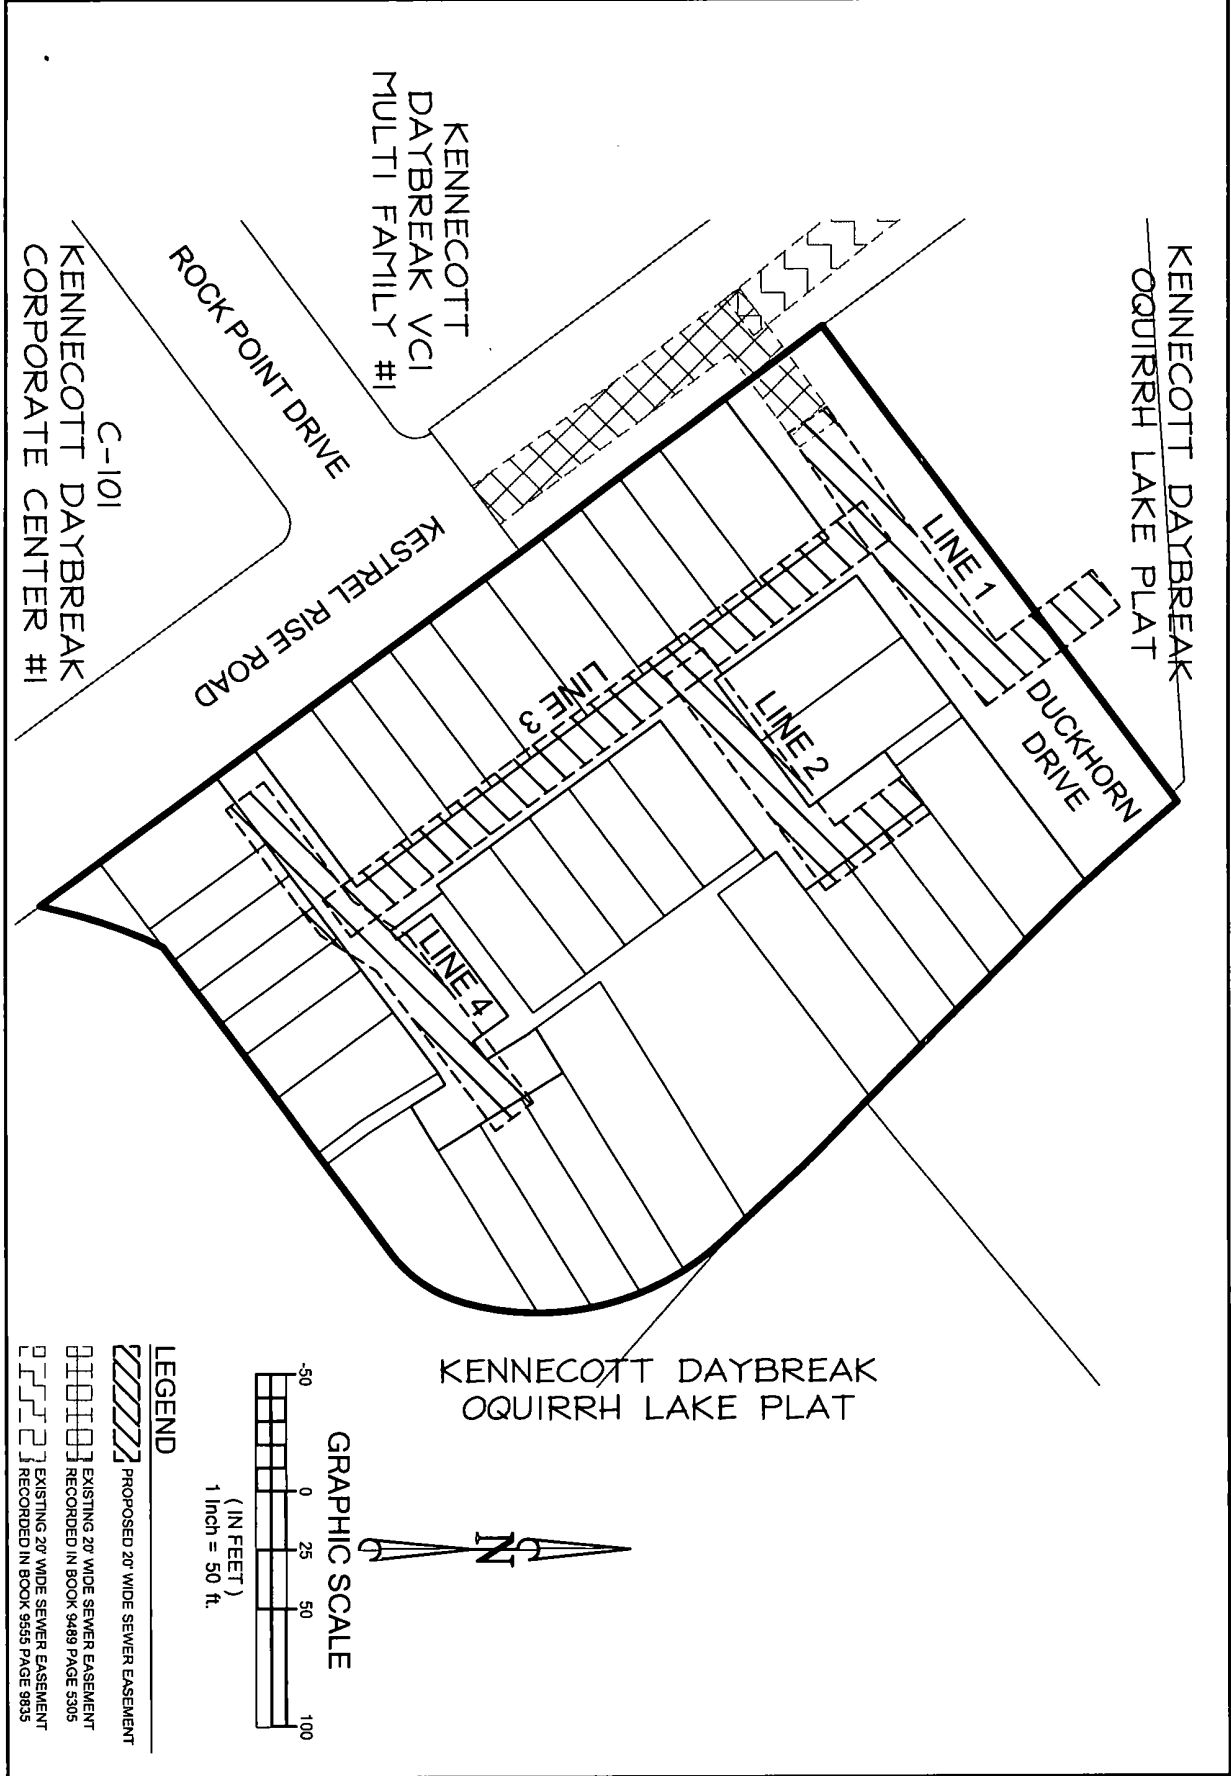 KENNECOTT DAYBREAK
OQUIRRH LAKE PLAT
KENNECOTT
DAYBREAK VC1
MULTI FAMILY #1
ROCK POINT DRIVE
C-101
KENNECOTT DAYBREAK
CORPORATE CENTER #1
KESTREL RISE ROAD
LINE 1
DUCKHORN
DRIVE
LINE 2
LINE 3
LINE 4
KENNECOTT DAYBREAK
OQUIRRH LAKE PLAT
N
GRAPHIC SCALE
-50 0 25 50 100
( IN FEET )
1 inch = 50 ft.
LEGEND
PROPOSED 20' WIDE SEWER EASEMENT
EXISTING 20' WIDE SEWER EASEMENT
RECORDED IN BOOK 9489 PAGE 5305
EXISTING 20' WIDE SEWER EASEMENT
RECORDED IN BOOK 9555 PAGE 9835